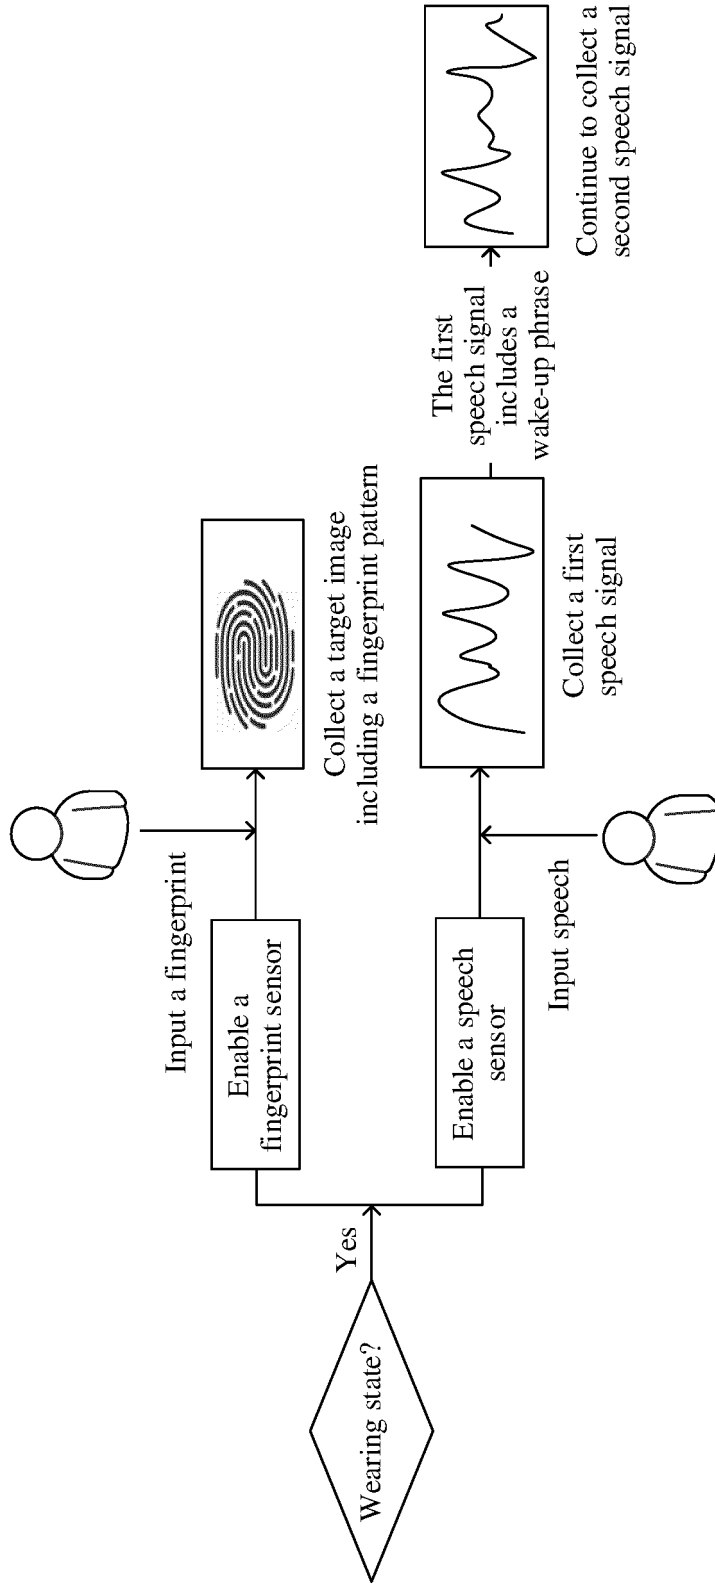 Wearing state?
Yes
Enable a
fingerprint sensor
Input a fingerprint
Collect a target image
including a fingerprint pattern
Enable a speech
sensor
Input speech
Collect a first
speech signal
The first
speech signal
includes a
wake-up phrase
Continue to collect a
second speech signal